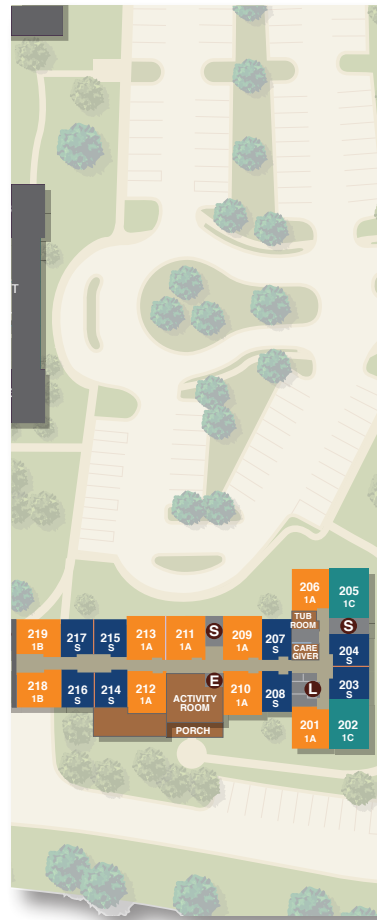 T
E
206
1A
205
1C
TUB
ROOM
219
1B
217
S
215
S
213
1A
211
1A
S
209
1A
207
S
S
CARE
GIVER
204
S
218
1B
216
S
214
S
212
1A
E
ACTIVITY
ROOM
210
1A
208
S
L
203
S
PORCH
201
1A
202
1C